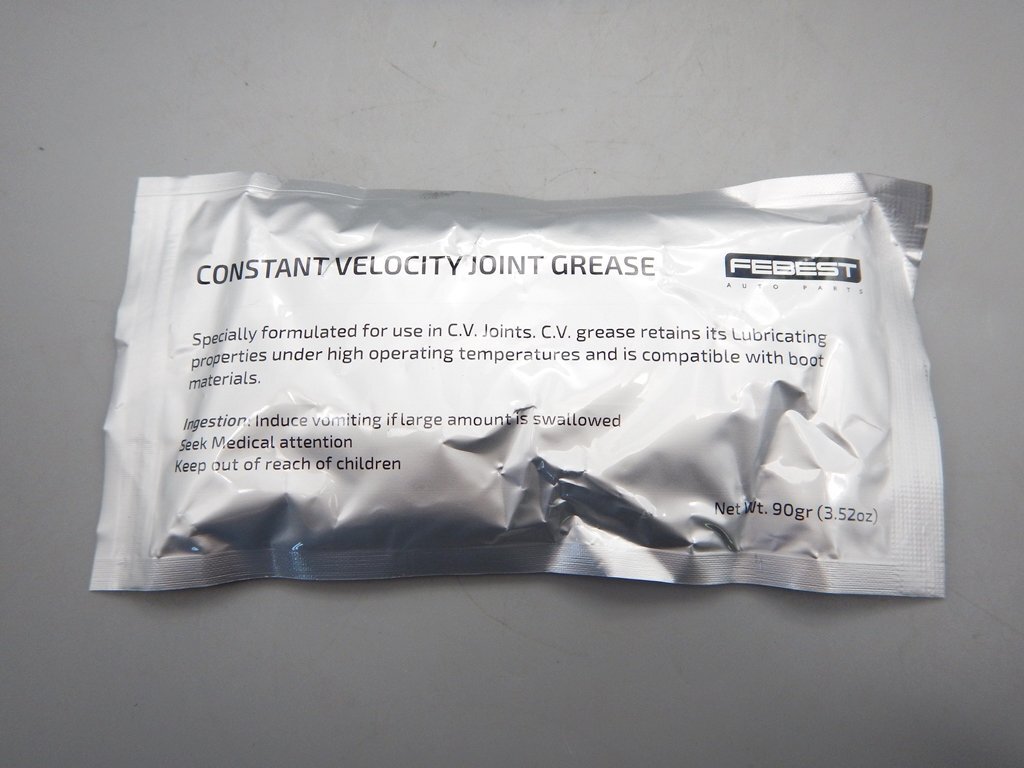 CONSTANT VELOCITY JOINT GREASE
FEBEST
AUTO PARTS
Specially formulated for use in C.V. Joints. C.V. grease retains its Lubricating
properties under high operating temperatures and is compatible with boot
materials.
Ingestion: Induce vomiting if large amount is swallowed
Seek Medical attention
Keep out of reach of children
Net Wt. 90gr (3.52oz)